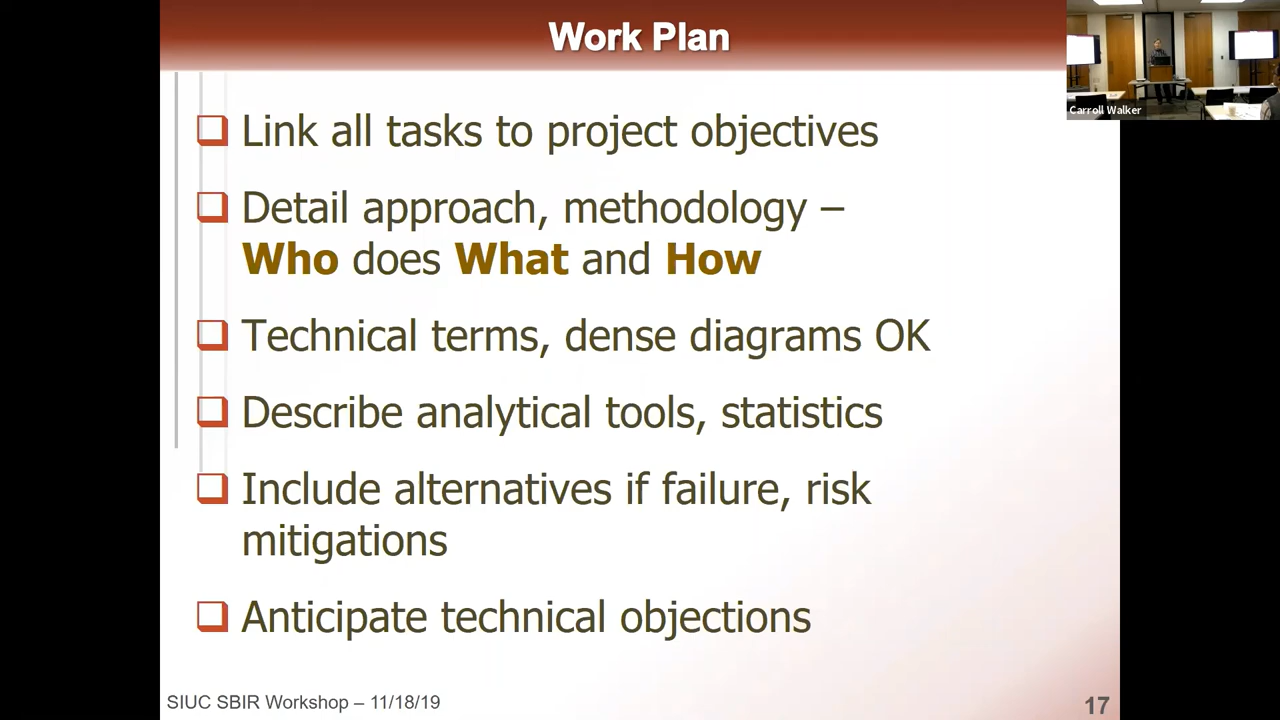 Work Plan
Carroll Walker
Link all tasks to project objectives
Detail approach, methodology –
Who does What and How
Technical terms, dense diagrams OK
Describe analytical tools, statistics
Include alternatives if failure, risk
mitigations
Anticipate technical objections
SIUC SBIR Workshop – 11/18/19
17